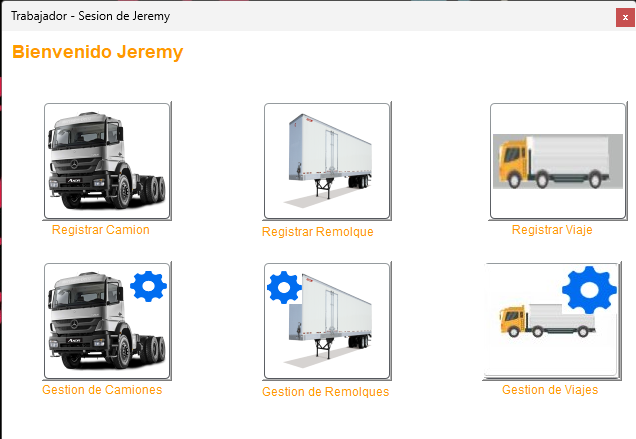 Trabajador - Sesion de Jeremy
Bienvenido Jeremy
Registrar Camion
Registrar Remolque
Registrar Viaje
Gestion de Camiones
Gestion de Remolques
Gestion de Viajes